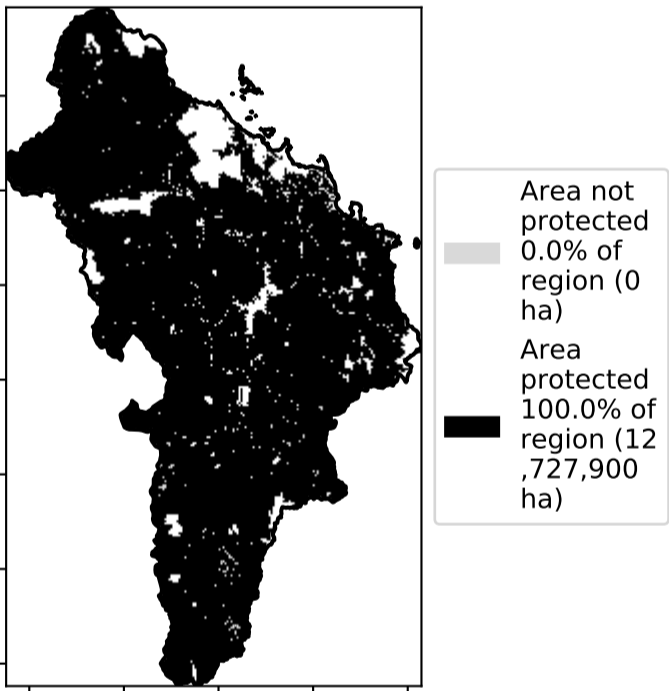 Area not
protected
0.0% of
region (0
ha)
Area
protected
100.0% of
region (12
,727,900
ha)